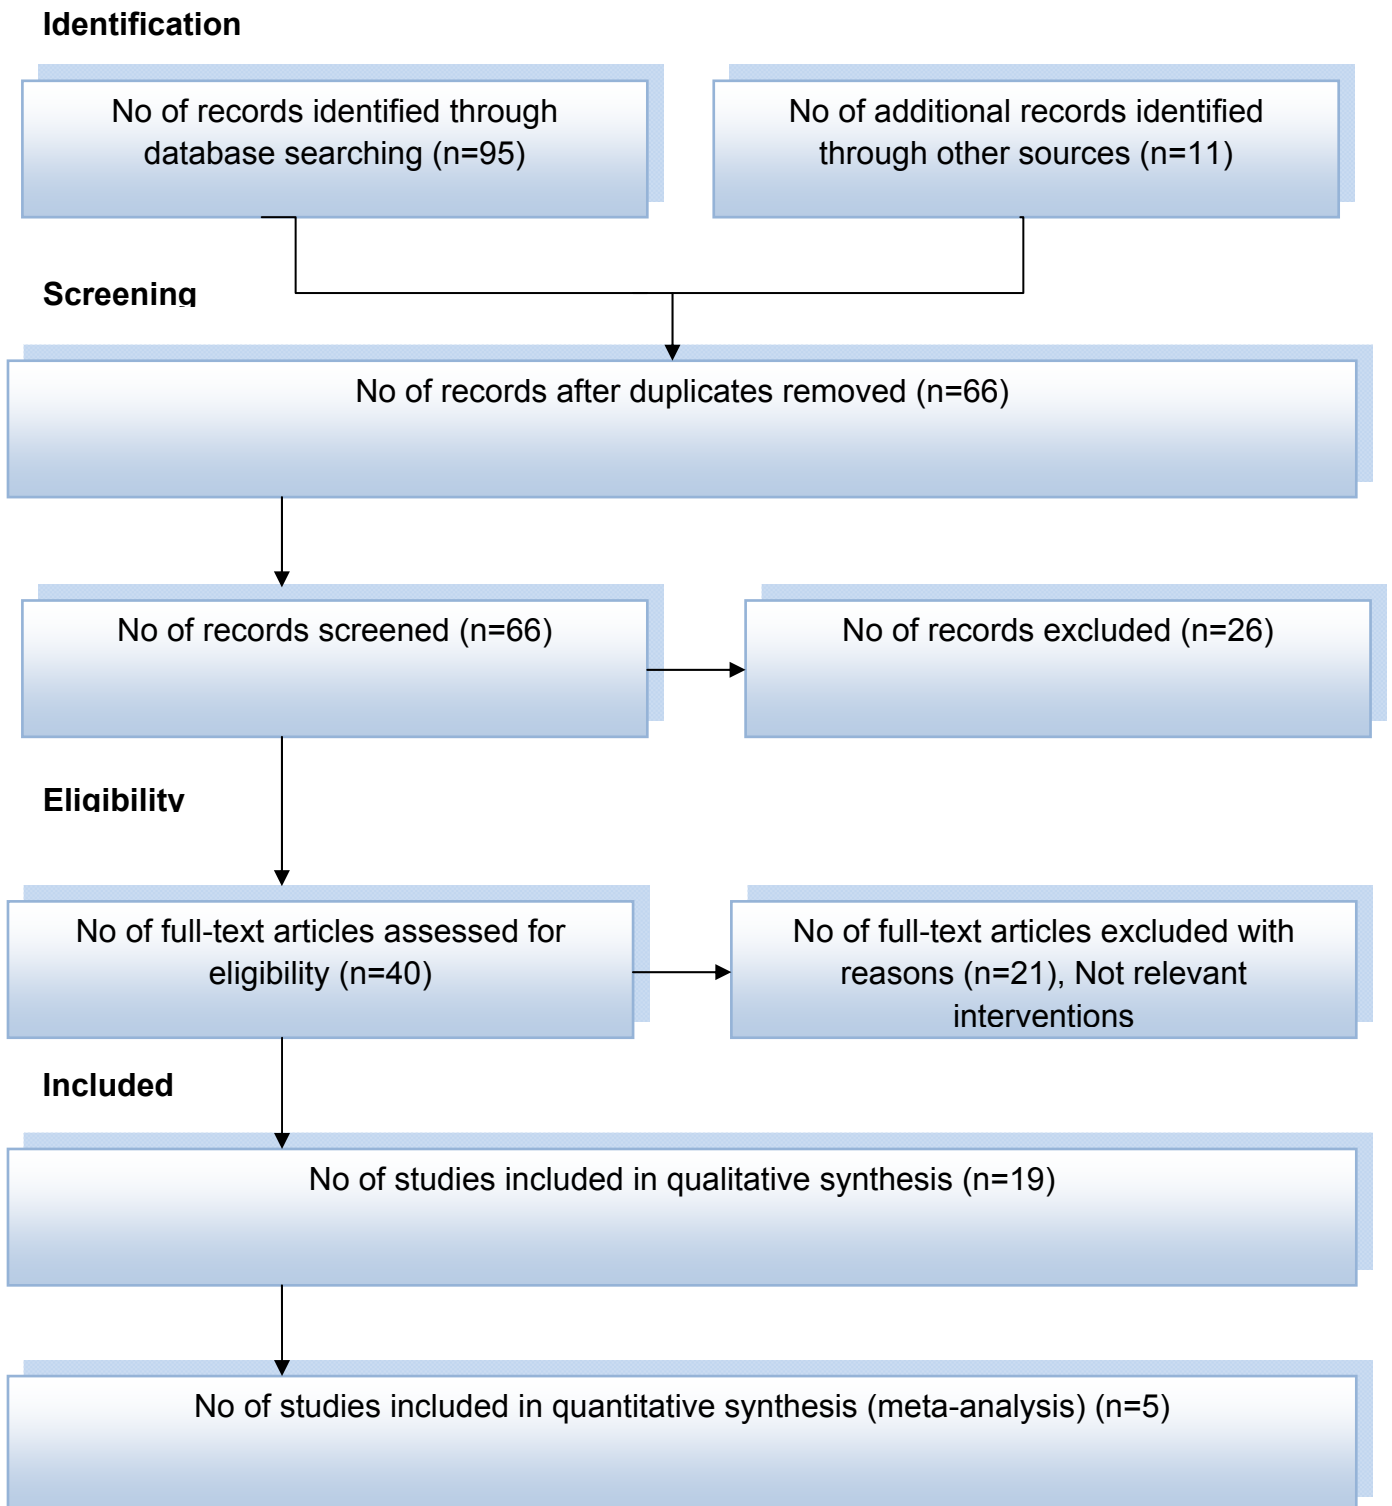 Identification
No of records identified through
database searching (n=95)
No of additional records identified
through other sources (n=11)
Screening
No of records after duplicates removed (n=66)
No of records screened (n=66)
No of records excluded (n=26)
Eligibility
No of full-text articles assessed for
eligibility (n=40)
No of full-text articles excluded with
reasons (n=21), Not relevant
interventions
Included
No of studies included in qualitative synthesis (n=19)
No of studies included in quantitative synthesis (meta-analysis) (n=5)